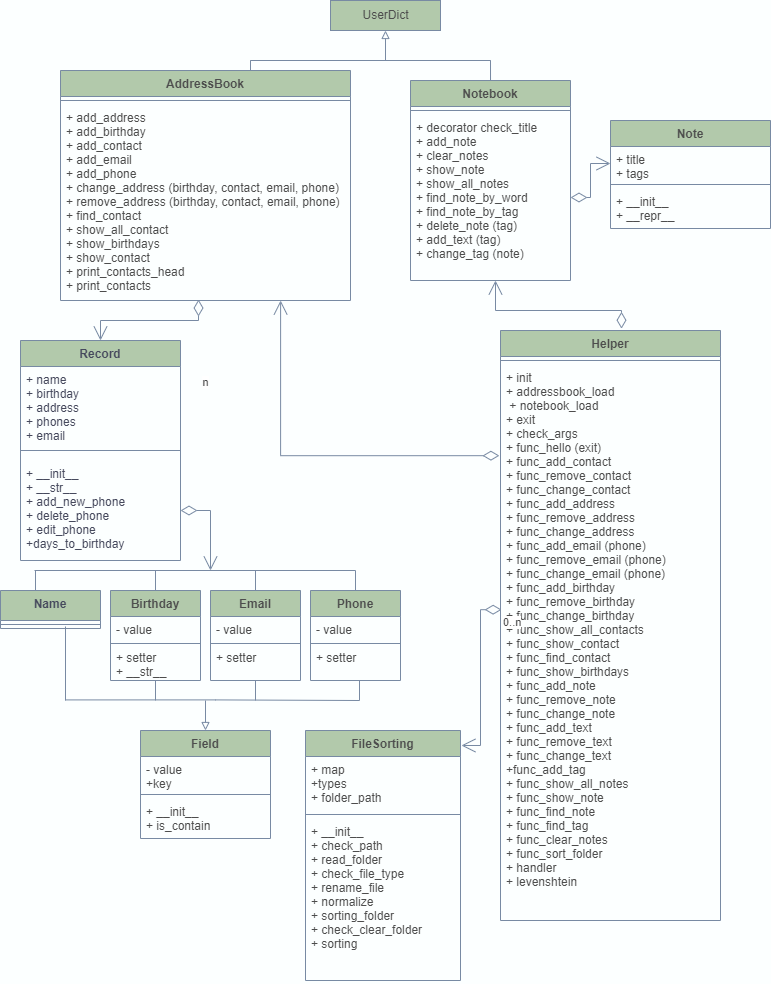 UserDict
AddressBook
+ add_address
+ add_birthday
+ add_contact
+ add_email
+ add_phone
+ change_address (birthday, contact, email, phone)
+ remove_address (birthday, contact, email, phone)
+ find_contact
+ show_all_contact
+ show_birthdays
+ show_contact
+ print_contacts_head
+ print_contacts
Notebook
+ decorator check_title
+ add_note
+ clear_notes
+ show_note
+ show_all_notes
+ find_note_by_word
+ find_note_by_tag
+ delete_note (tag)
+ add_text (tag)
+ change_tag (note)
Note
+ title
+ tags
+ __init__
+ __repr__
Record
+ name
+ birthday
+ address
+ phones
+ email
+ __init__
+ __str__
+ add_new_phone
+ delete_phone
+ edit_phone
+days_to_birthday
n
Helper
+ init
+ addressbook_load
+ notebook_load
+ exit
+ check_args
+ func_hello (exit)
+ func_add_contact
+ func_remove_contact
+ func_change_contact
+ func_add_address
+ func_remove_address
+ func_change_address
+ func_add_email (phone)
+ func_remove_email (phone)
+ func_change_email (phone)
+ func_add_birthday
+ func_remove_birthday
+ func_change_birthday
0..n
+ func_show_all_contacts
+ func_show_contact
+ func_find_contact
+ func_show_birthdays
+ func_add_note
+ func_remove_note
+ func_change_note
+ func_add_text
+ func_remove_text
+ func_change_text
+func_add_tag
+ func_show_all_notes
+ func_show_note
+ func_find_note
+ func_find_tag
+ func_clear_notes
+ func_sort_folder
+ handler
+ levenshtein
Name
Birthday
- value
+ setter
+ __str__
Email
- value
+ setter
Phone
- value
+ setter
Field
- value
+key
+ __init__
+ is_contain
FileSorting
+ map
+types
+ folder_path
+ __init__
+ check_path
+ read_folder
+ check_file_type
+ rename_file
+ normalize
+ sorting_folder
+ check_clear_folder
+ sorting